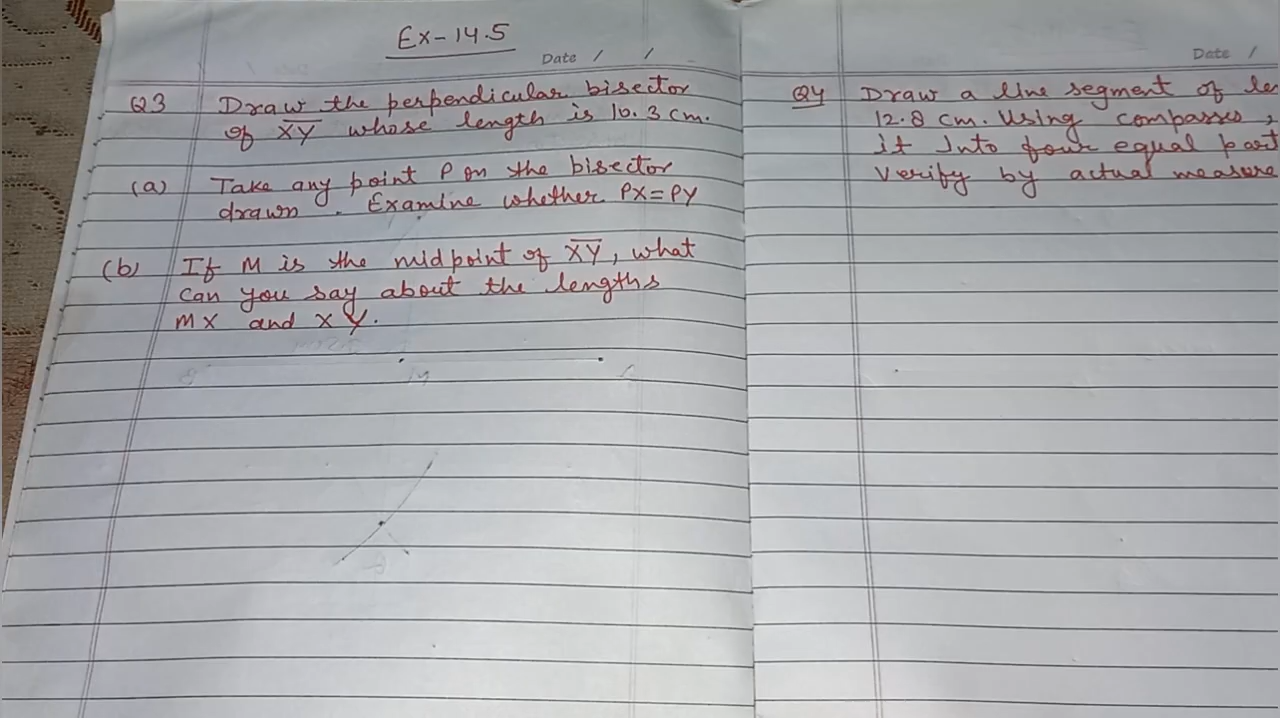 Ex-14.5
Date / /
Q3 Draw the perpendicular bisector
of XY whose length is 10.3 cm.
(a) Take any point P on the bisector
drawn. Examine whether PX=PY
(b) If M is the midpoint of XY, what
can you say about the lengths
MX and XY.
Date /
Q4 Draw a line segment of le
12.8 cm. Using compasses,
it Into four equal part
Verify by actual measure